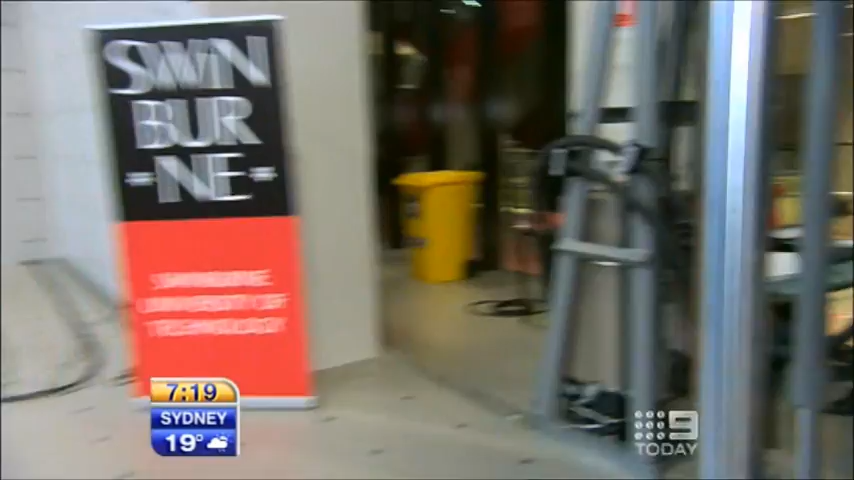 SWIN
BUR
NE
SWINBURNE
UNIVERSITY OF
TECHNOLOGY
7:19
SYDNEY
19°
9
TODAY